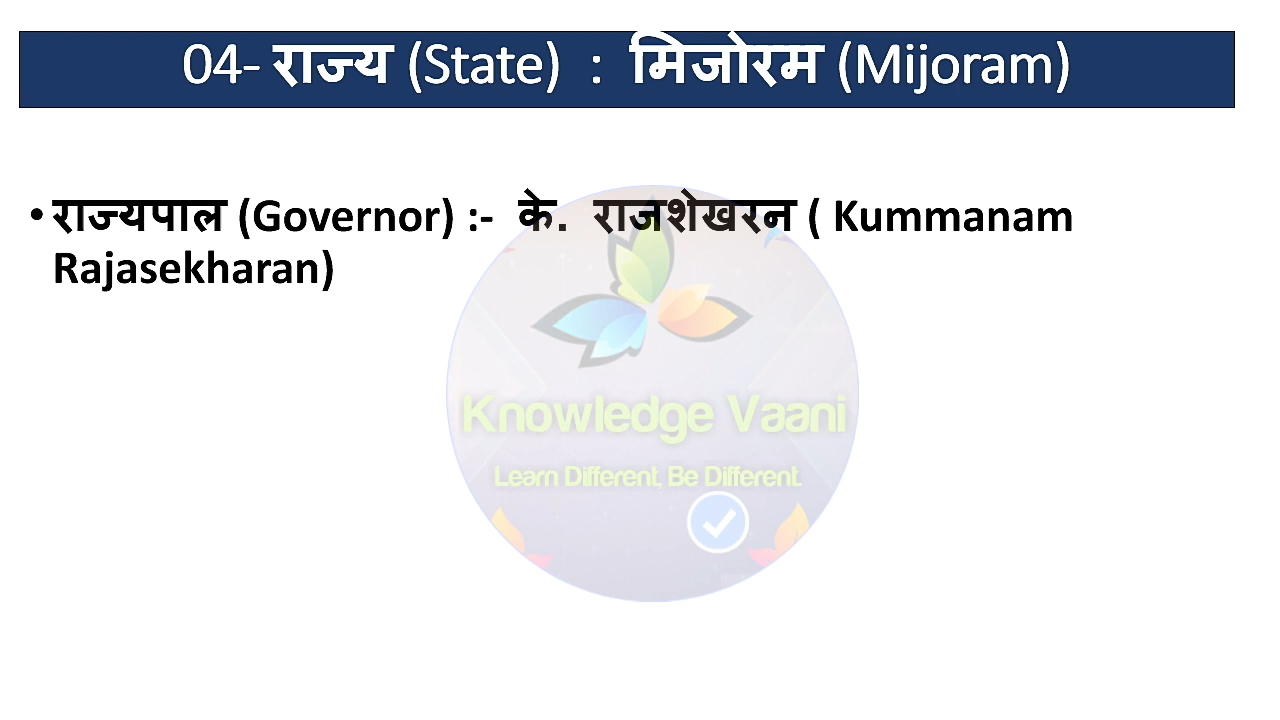 04- राज्य (State) : मिजोरम (Mijoram)
• राज्यपाल (Governor) :- के. राजशेखरन ( Kummanam
Rajasekharan)
Knowledge Vaani
Learn Different, Be Different.